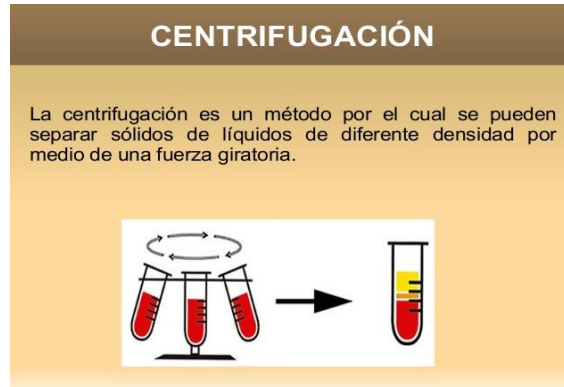 CENTRIFUGACIÓN
La centrifugación es un método por el cual se pueden
separar sólidos de líquidos de diferente densidad por
medio de una fuerza giratoria.